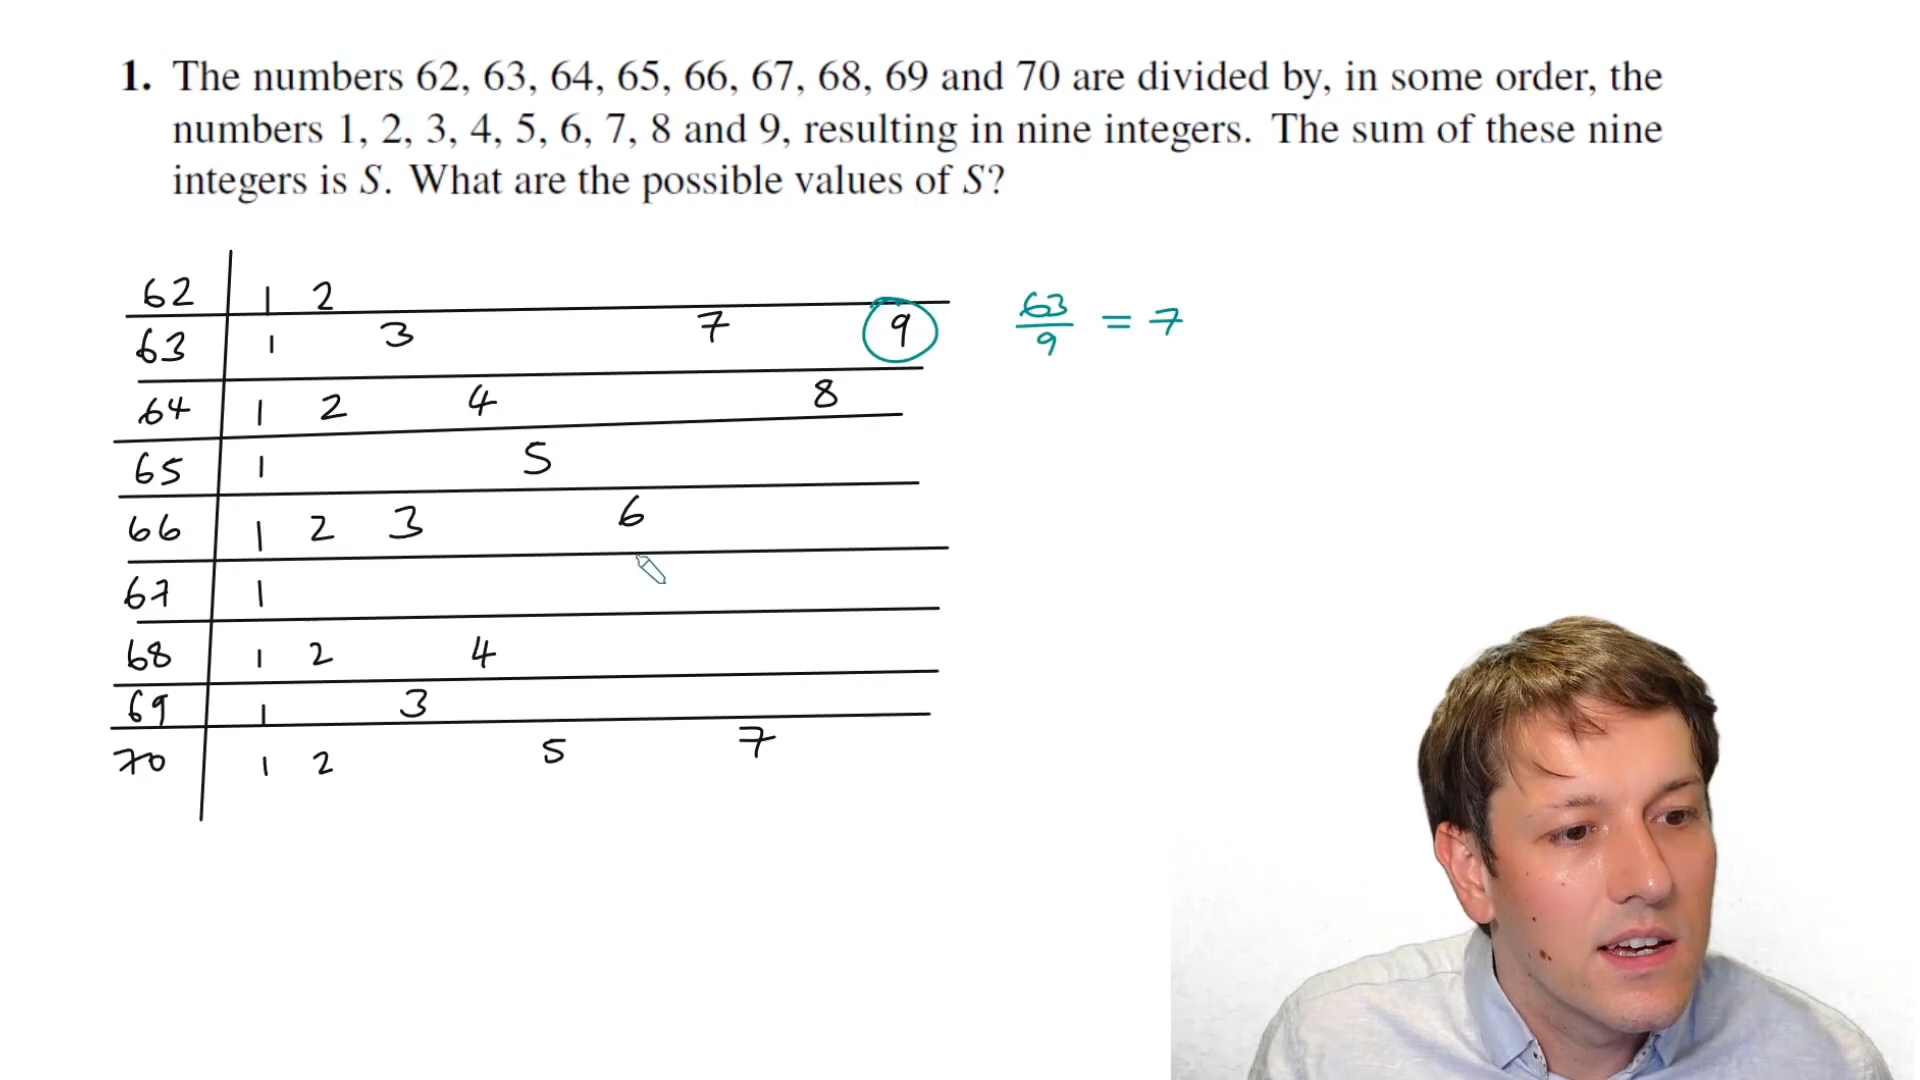 1. The numbers 62, 63, 64, 65, 66, 67, 68, 69 and 70 are divided by, in some order, the
numbers 1, 2, 3, 4, 5, 6, 7, 8 and 9, resulting in nine integers. The sum of these nine
integers is S. What are the possible values of S?
62 1 2
63 1 3 7 9 63/9 = 7
64 1 2 4 8
65 1 5
66 1 2 3 6
67 1
68 1 2 4
69 1 3
70 1 2 5 7